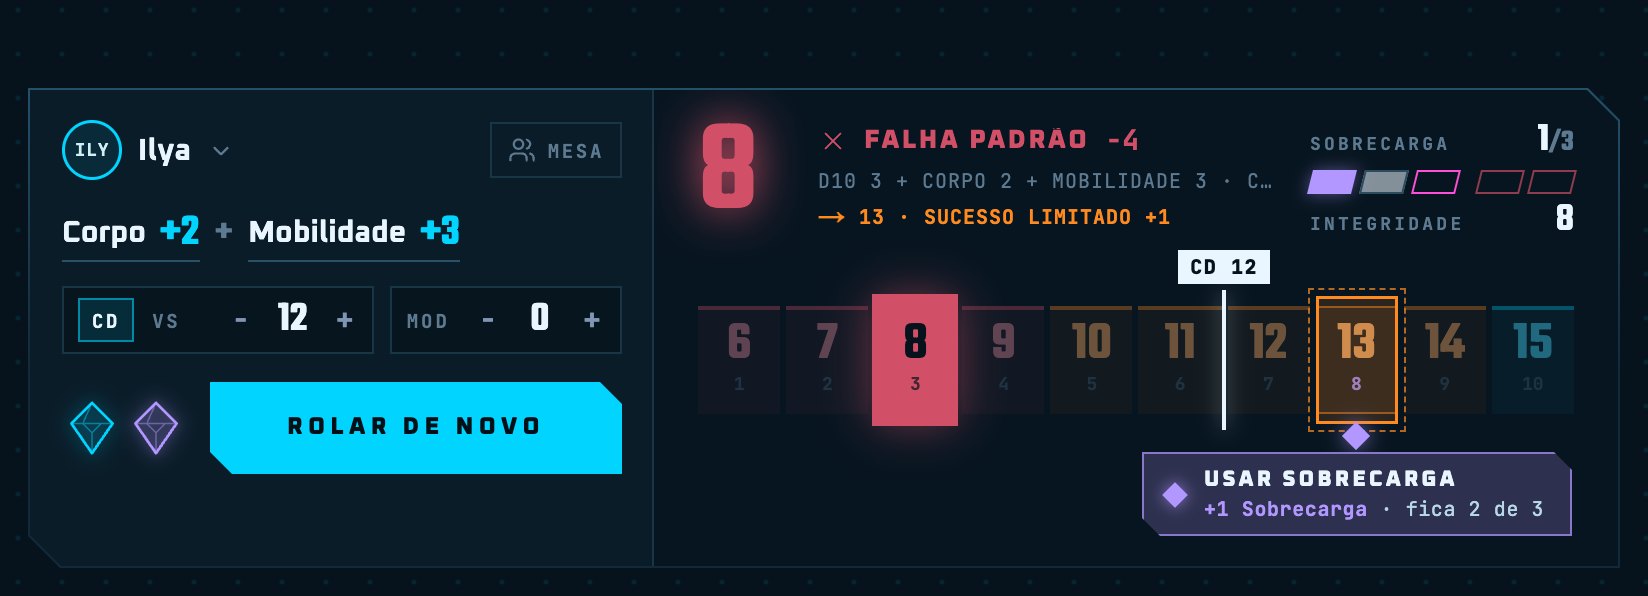 ILY Ilya MESA
Corpo +2 + Mobilidade +3
CD VS - 12 + MOD - 0 +
ROLAR DE NOVO
8
× FALHA PADRÃO -4
D10 3 + CORPO 2 + MOBILIDADE 3 · C…
→ 13 · SUCESSO LIMITADO +1
SOBRECARGA 1/3
INTEGRIDADE 8
CD 12
6 7 8 9 10 11 12 13 14 15
1 2 3 4 5 6 7 8 9 10
USAR SOBRECARGA
+1 Sobrecarga · fica 2 de 3